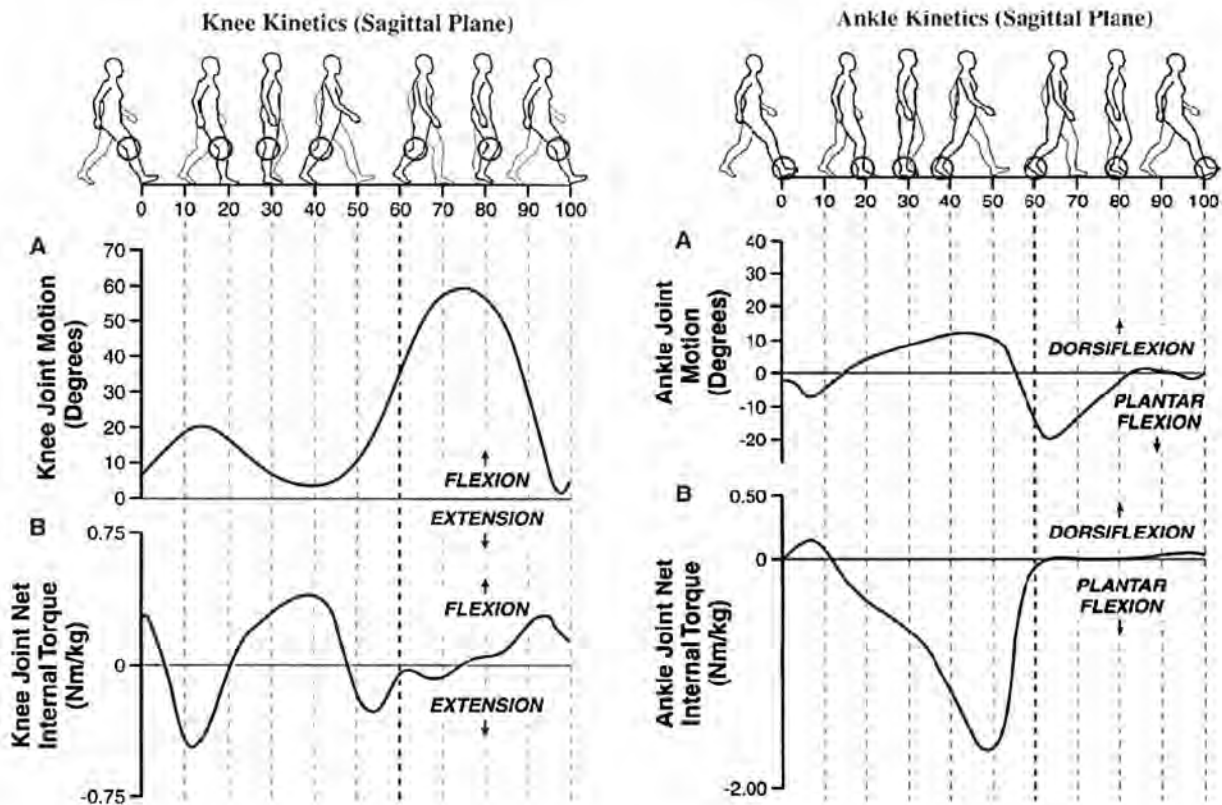 Knee Kinetics (Sagittal Plane)
0 10 20 30 40 50 60 70 80 90 100
A
Knee Joint Motion
(Degrees)
70
60
50
40
30
20
10
0
FLEXION
EXTENSION
B
Knee Joint Net
Internal Torque
(Nm/kg)
0.75
0
-0.75
FLEXION
EXTENSION
Ankle Kinetics (Sagittal Plane)
0 10 20 30 40 50 60 70 80 90 100
A
Ankle Joint
Motion
(Degrees)
40
30
20
10
0
-10
-20
DORSIFLEXION
PLANTAR
FLEXION
B
Ankle Joint Net
Internal Torque
(Nm/kg)
0.50
0
-2.00
DORSIFLEXION
PLANTAR
FLEXION